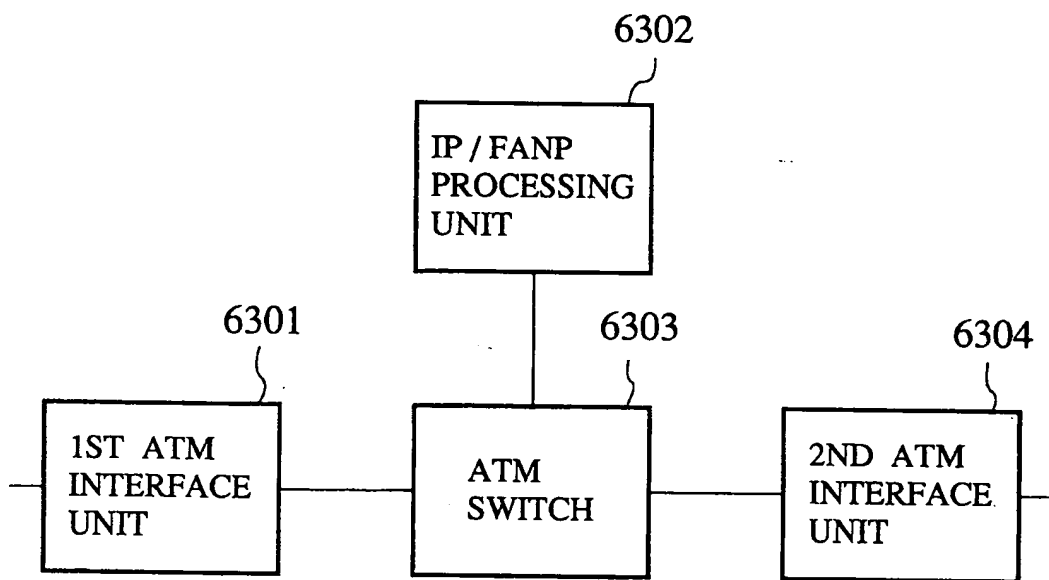 6302
IP / FANP
PROCESSING
UNIT
6301
6303
6304
1ST ATM
INTERFACE
UNIT
ATM
SWITCH
2ND ATM
INTERFACE
UNIT